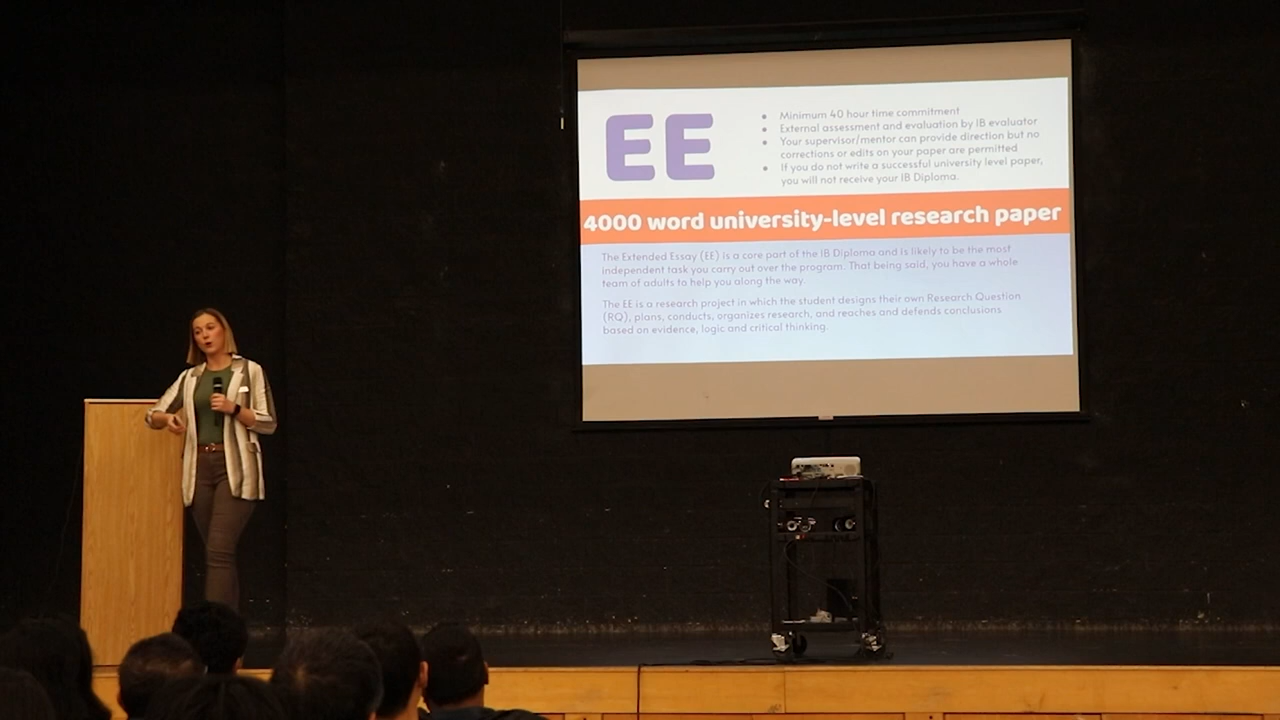 EE
Minimum 40 hour time commitment
External assessment and evaluation by IB evaluator
Your supervisor/mentor can provide direction but no
corrections or edits on your paper are permitted
If you do not write a successful university level paper,
you will not receive your IB Diploma.
4000 word university-level research paper
The Extended Essay (EE) is a core part of the IB Diploma and is likely to be the most
independent task you carry out over the program. That being said, you have a whole
team of adults to help you along the way.
The EE is a research project in which the student designs their own Research Question
(RQ), plans, conducts, organizes research, and reaches and defends conclusions
based on evidence, logic and critical thinking.